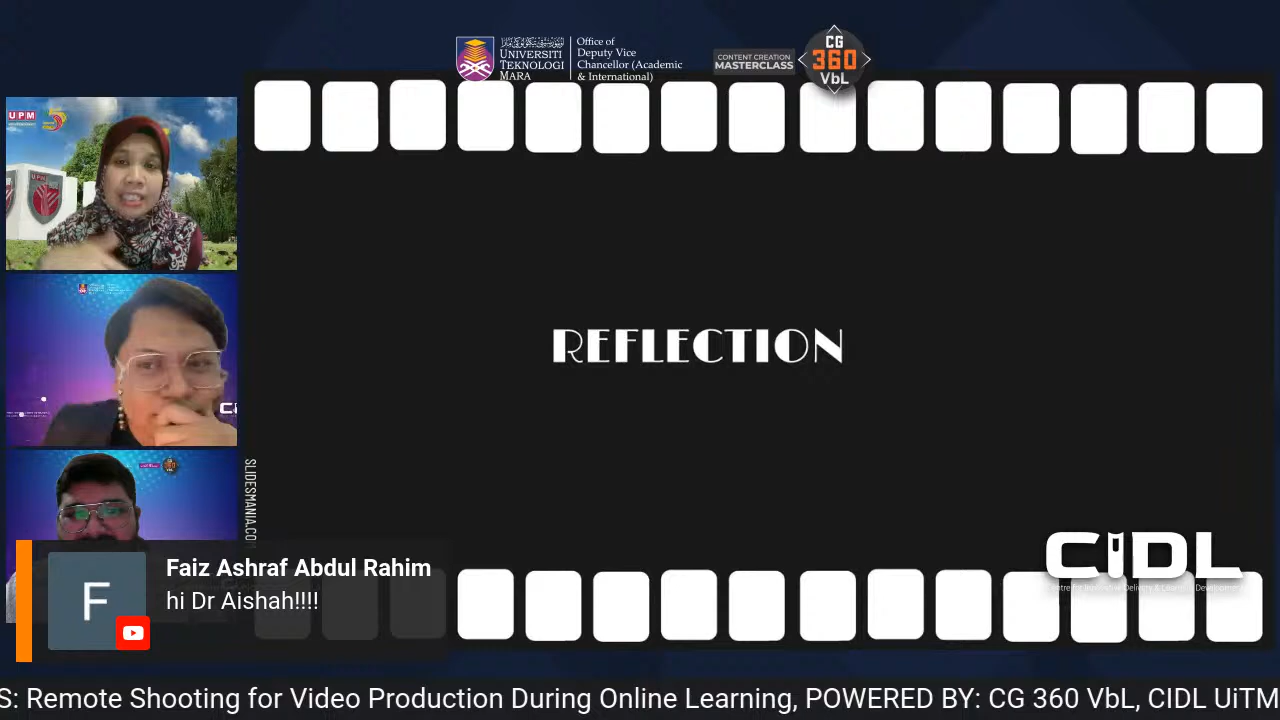 UNIVERSITI
TEKNOLOGI
MARA
Office of
Deputy Vice
Chancellor (Academic
& International)
CONTENT CREATION
MASTERCLASS
CG
360
VbL
UPM
UPM
REFLECTION
SLIDESMANIA.CO
CIDL
Faiz Ashraf Abdul Rahim
hi Dr Aishah!!!!
F
S: Remote Shooting for Video Production During Online Learning, POWERED BY: CG 360 VbL, CIDL UiTM